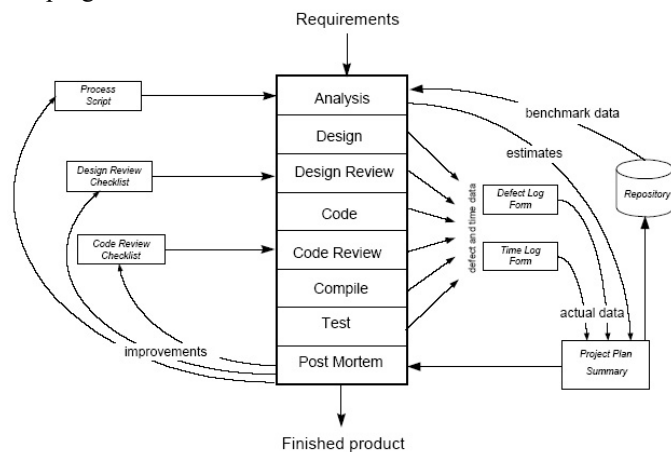 Requirements
Process
Script
Analysis
benchmark data
Design
estimates
Design Review
Checklist
Design Review
Defect Log
Form
Repository
Code
defect and time data
Code Review
Checklist
Code Review
Time Log
Form
Compile
Test
actual data
improvements
Post Mortem
Project Plan
Summary
Finished product